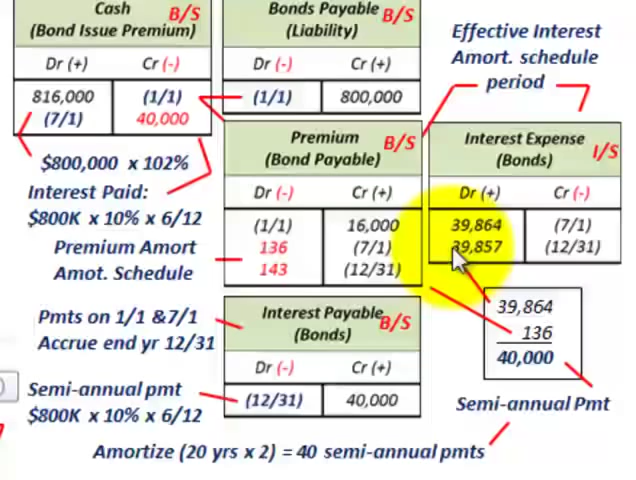 Cash B/S
(Bond Issue Premium)
Dr (+) Cr (-)
816,000 (1/1)
(7/1) 40,000
Bonds Payable B/S
(Liability)
Dr (-) Cr (+)
(1/1) 800,000
Effective Interest
Amort. schedule
period
$800,000 x 102%
Interest Paid:
$800K x 10% x 6/12
Premium B/S
(Bond Payable)
Dr (-) Cr (+)
(1/1) 16,000
136 (7/1)
143 (12/31)
Interest Expense
(Bonds) I/S
Dr (+) Cr (-)
39,864 (7/1)
39,857 (12/31)
Premium Amort
Amot. Schedule
Pmts on 1/1 &7/1
Accrue end yr 12/31
Interest Payable
(Bonds) B/S
Dr (-) Cr (+)
(12/31) 40,000
39,864
136
40,000
Semi-annual pmt
$800K x 10% x 6/12
Semi-annual Pmt
Amortize (20 yrs x 2) = 40 semi-annual pmts